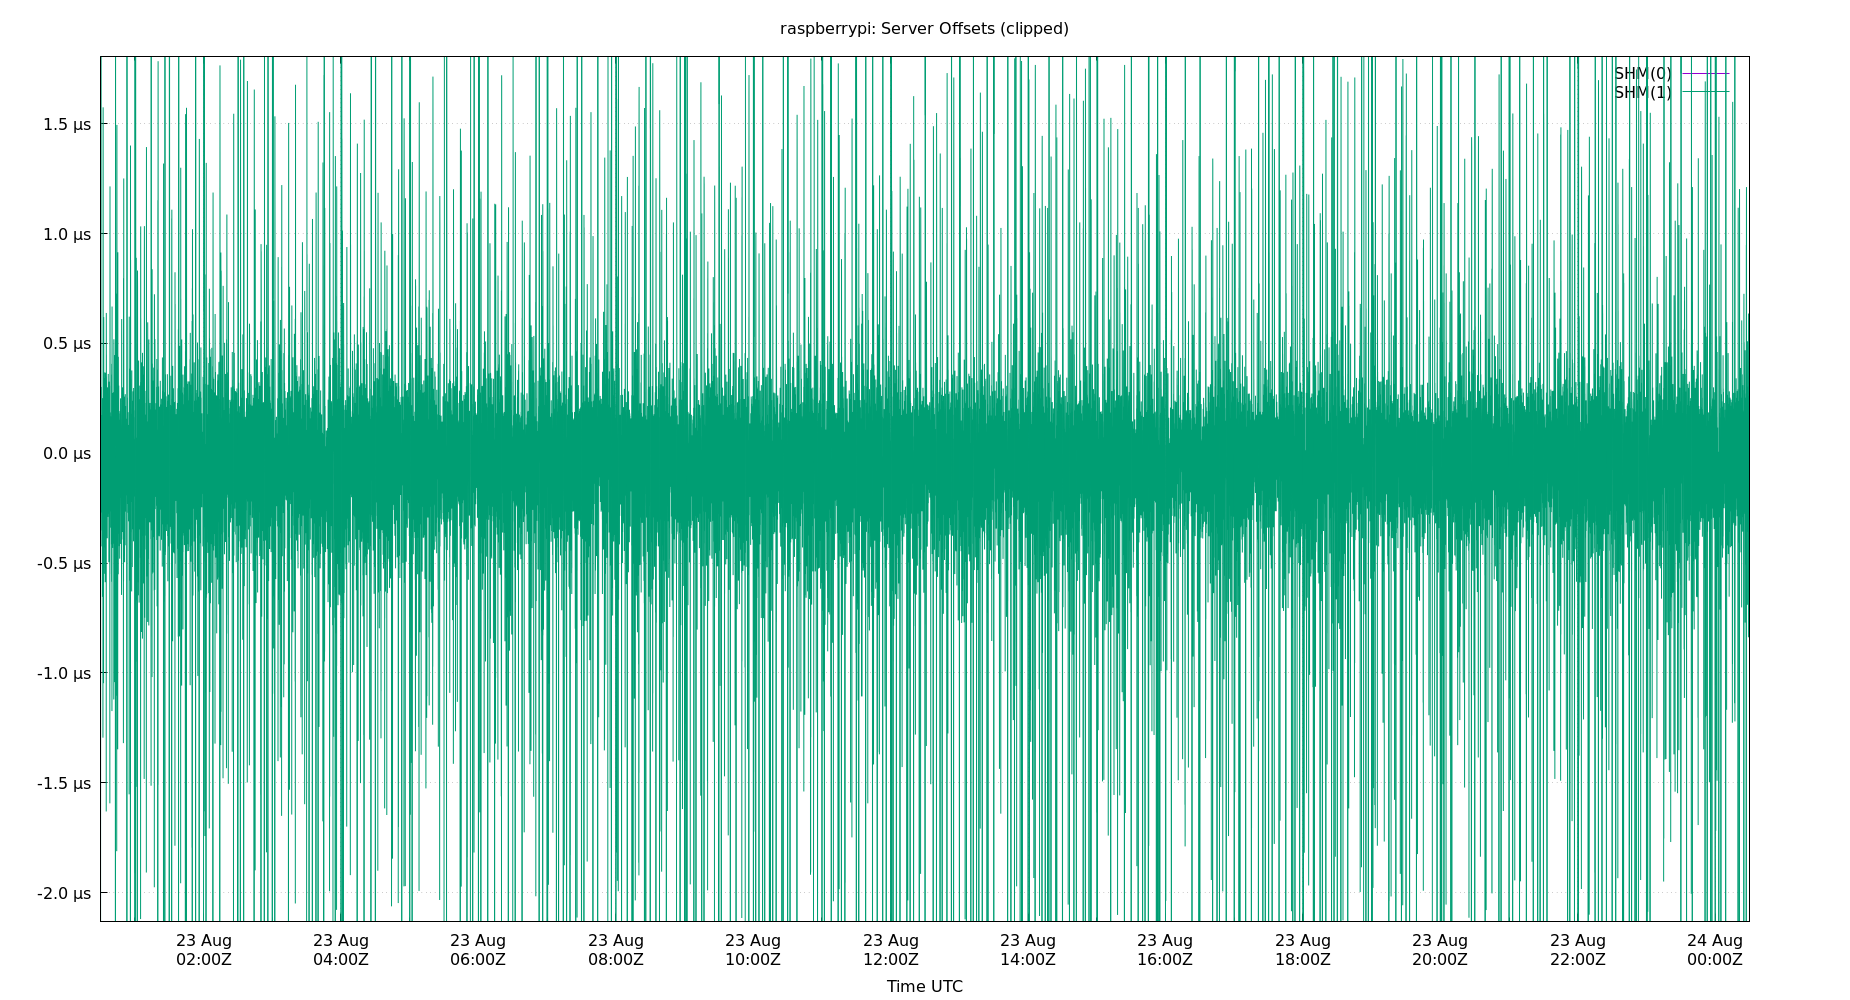 raspberrypi: Server Offsets (clipped)
SHM(0)
SHM(1)
1.5 µs
1.0 µs
0.5 µs
0.0 µs
-0.5 µs
-1.0 µs
-1.5 µs
-2.0 µs
23 Aug 23 Aug 23 Aug 23 Aug 23 Aug 23 Aug 23 Aug 23 Aug 23 Aug 23 Aug 23 Aug 24 Aug
02:00Z 04:00Z 06:00Z 08:00Z 10:00Z 12:00Z 14:00Z 16:00Z 18:00Z 20:00Z 22:00Z 00:00Z
Time UTC